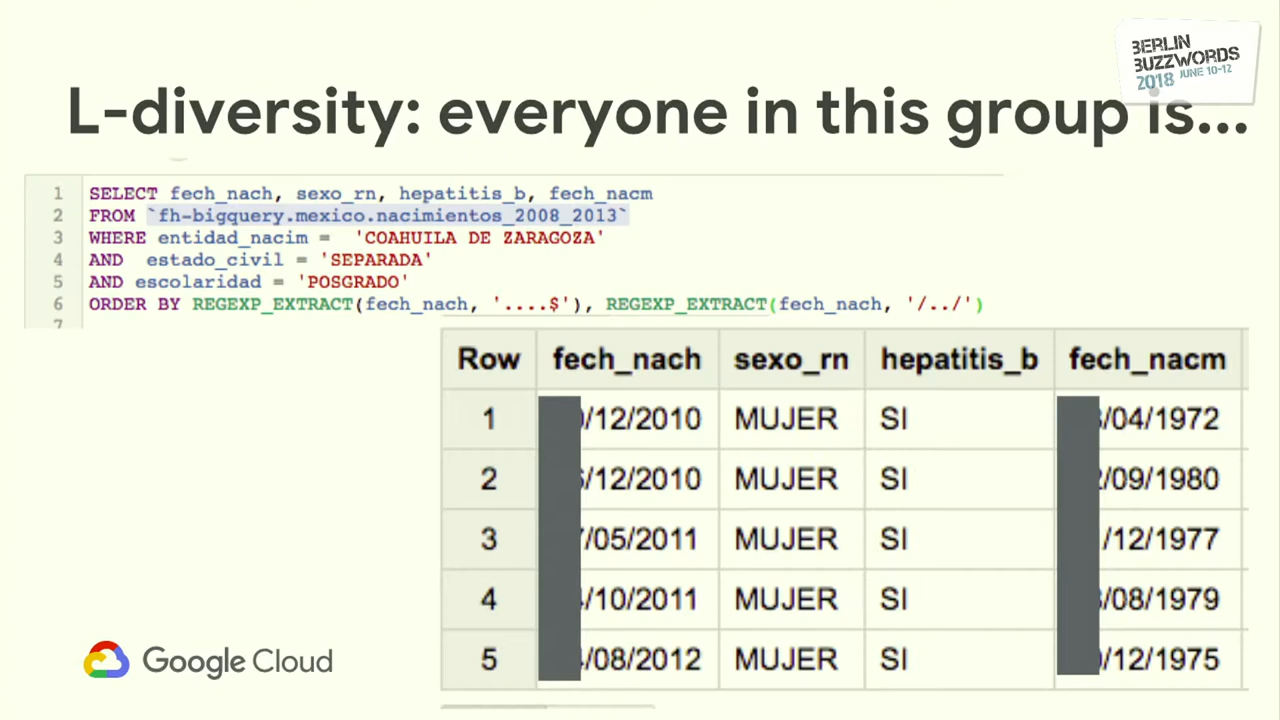 BERLIN
BUZZWORDS
2018 JUNE 10-12
L-diversity: everyone in this group is...
1 SELECT fech_nach, sexo_rn, hepatitis_b, fech_nacm
2 FROM `fh-bigquery.mexico.nacimientos_2008_2013`
3 WHERE entidad_nacim = 'COAHUILA DE ZARAGOZA'
4 AND estado_civil = 'SEPARADA'
5 AND escolaridad = 'POSGRADO'
6 ORDER BY REGEXP_EXTRACT(fech_nach, '....$'), REGEXP_EXTRACT(fech_nach, '/../')
7
Row fech_nach sexo_rn hepatitis_b fech_nacm
1 /12/2010 MUJER SI /04/1972
2 /12/2010 MUJER SI /09/1980
3 /05/2011 MUJER SI /12/1977
4 /10/2011 MUJER SI /08/1979
5 /08/2012 MUJER SI /12/1975
Google Cloud